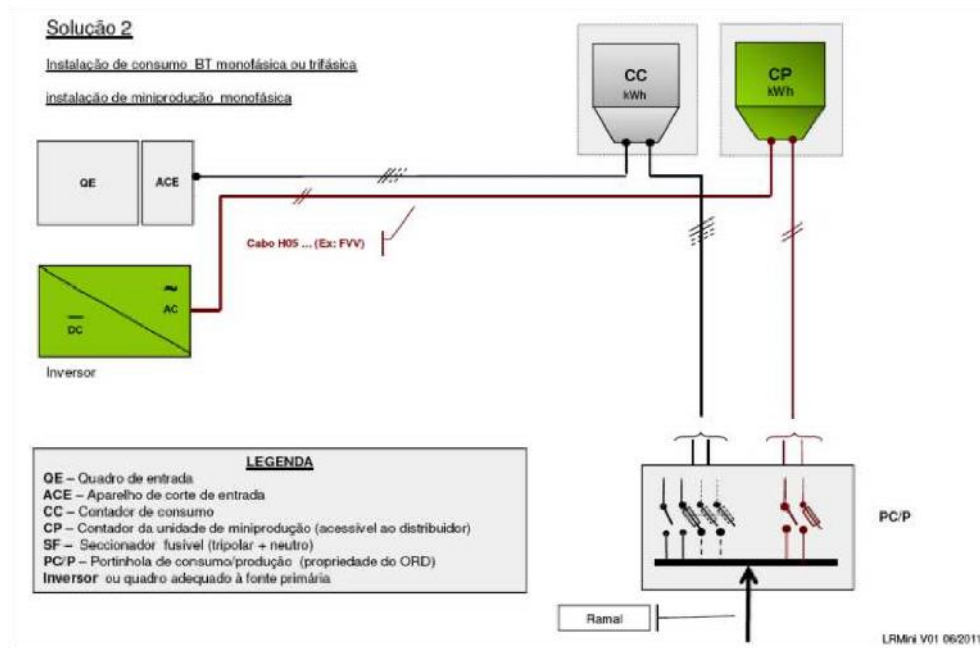 Solução 2
Instalação de consumo BT monofásica ou trifásica
instalação de miniprodução monofásica
CC
kWh
CP
kWh
QE
ACE
Cabo H05 ... (Ex: FVV)
~
AC
DC
Inversor
LEGENDA
QE – Quadro de entrada
ACE – Aparelho de corte de entrada
CC – Contador de consumo
CP – Contador da unidade de miniprodução (acessível ao distribuidor)
SF – Seccionador fusível (tripolar + neutro)
PC/P – Portinhola de consumo/produção (propriedade do ORD)
Inversor ou quadro adequado à fonte primária
PC/P
Ramal
LRMini V01 06/2011